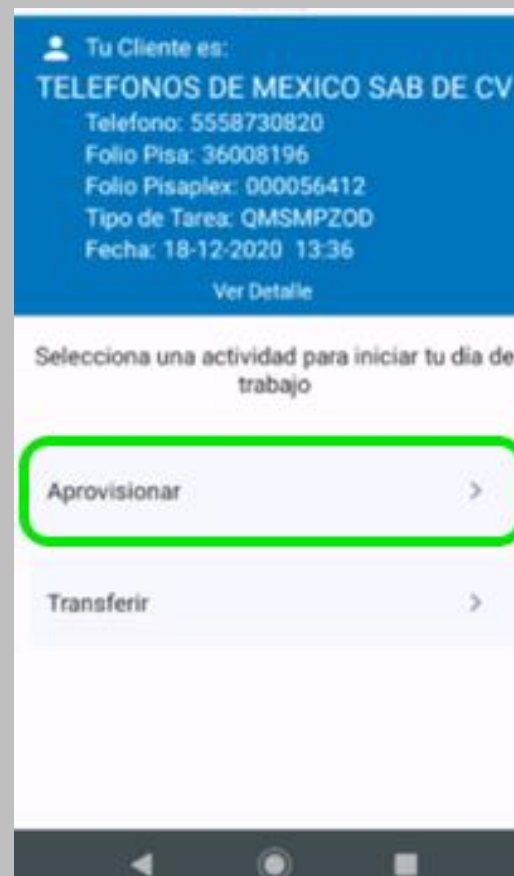 Tu Cliente es:
TELEFONOS DE MEXICO SAB DE CV
Telefono: 5558730820
Folio Pisa: 36008196
Folio Pisaplex: 000056412
Tipo de Tarea: QMSMPZOD
Fecha: 18-12-2020 13:36
Ver Detalle
Selecciona una actividad para iniciar tu día de
trabajo
Aprovisionar
Transferir